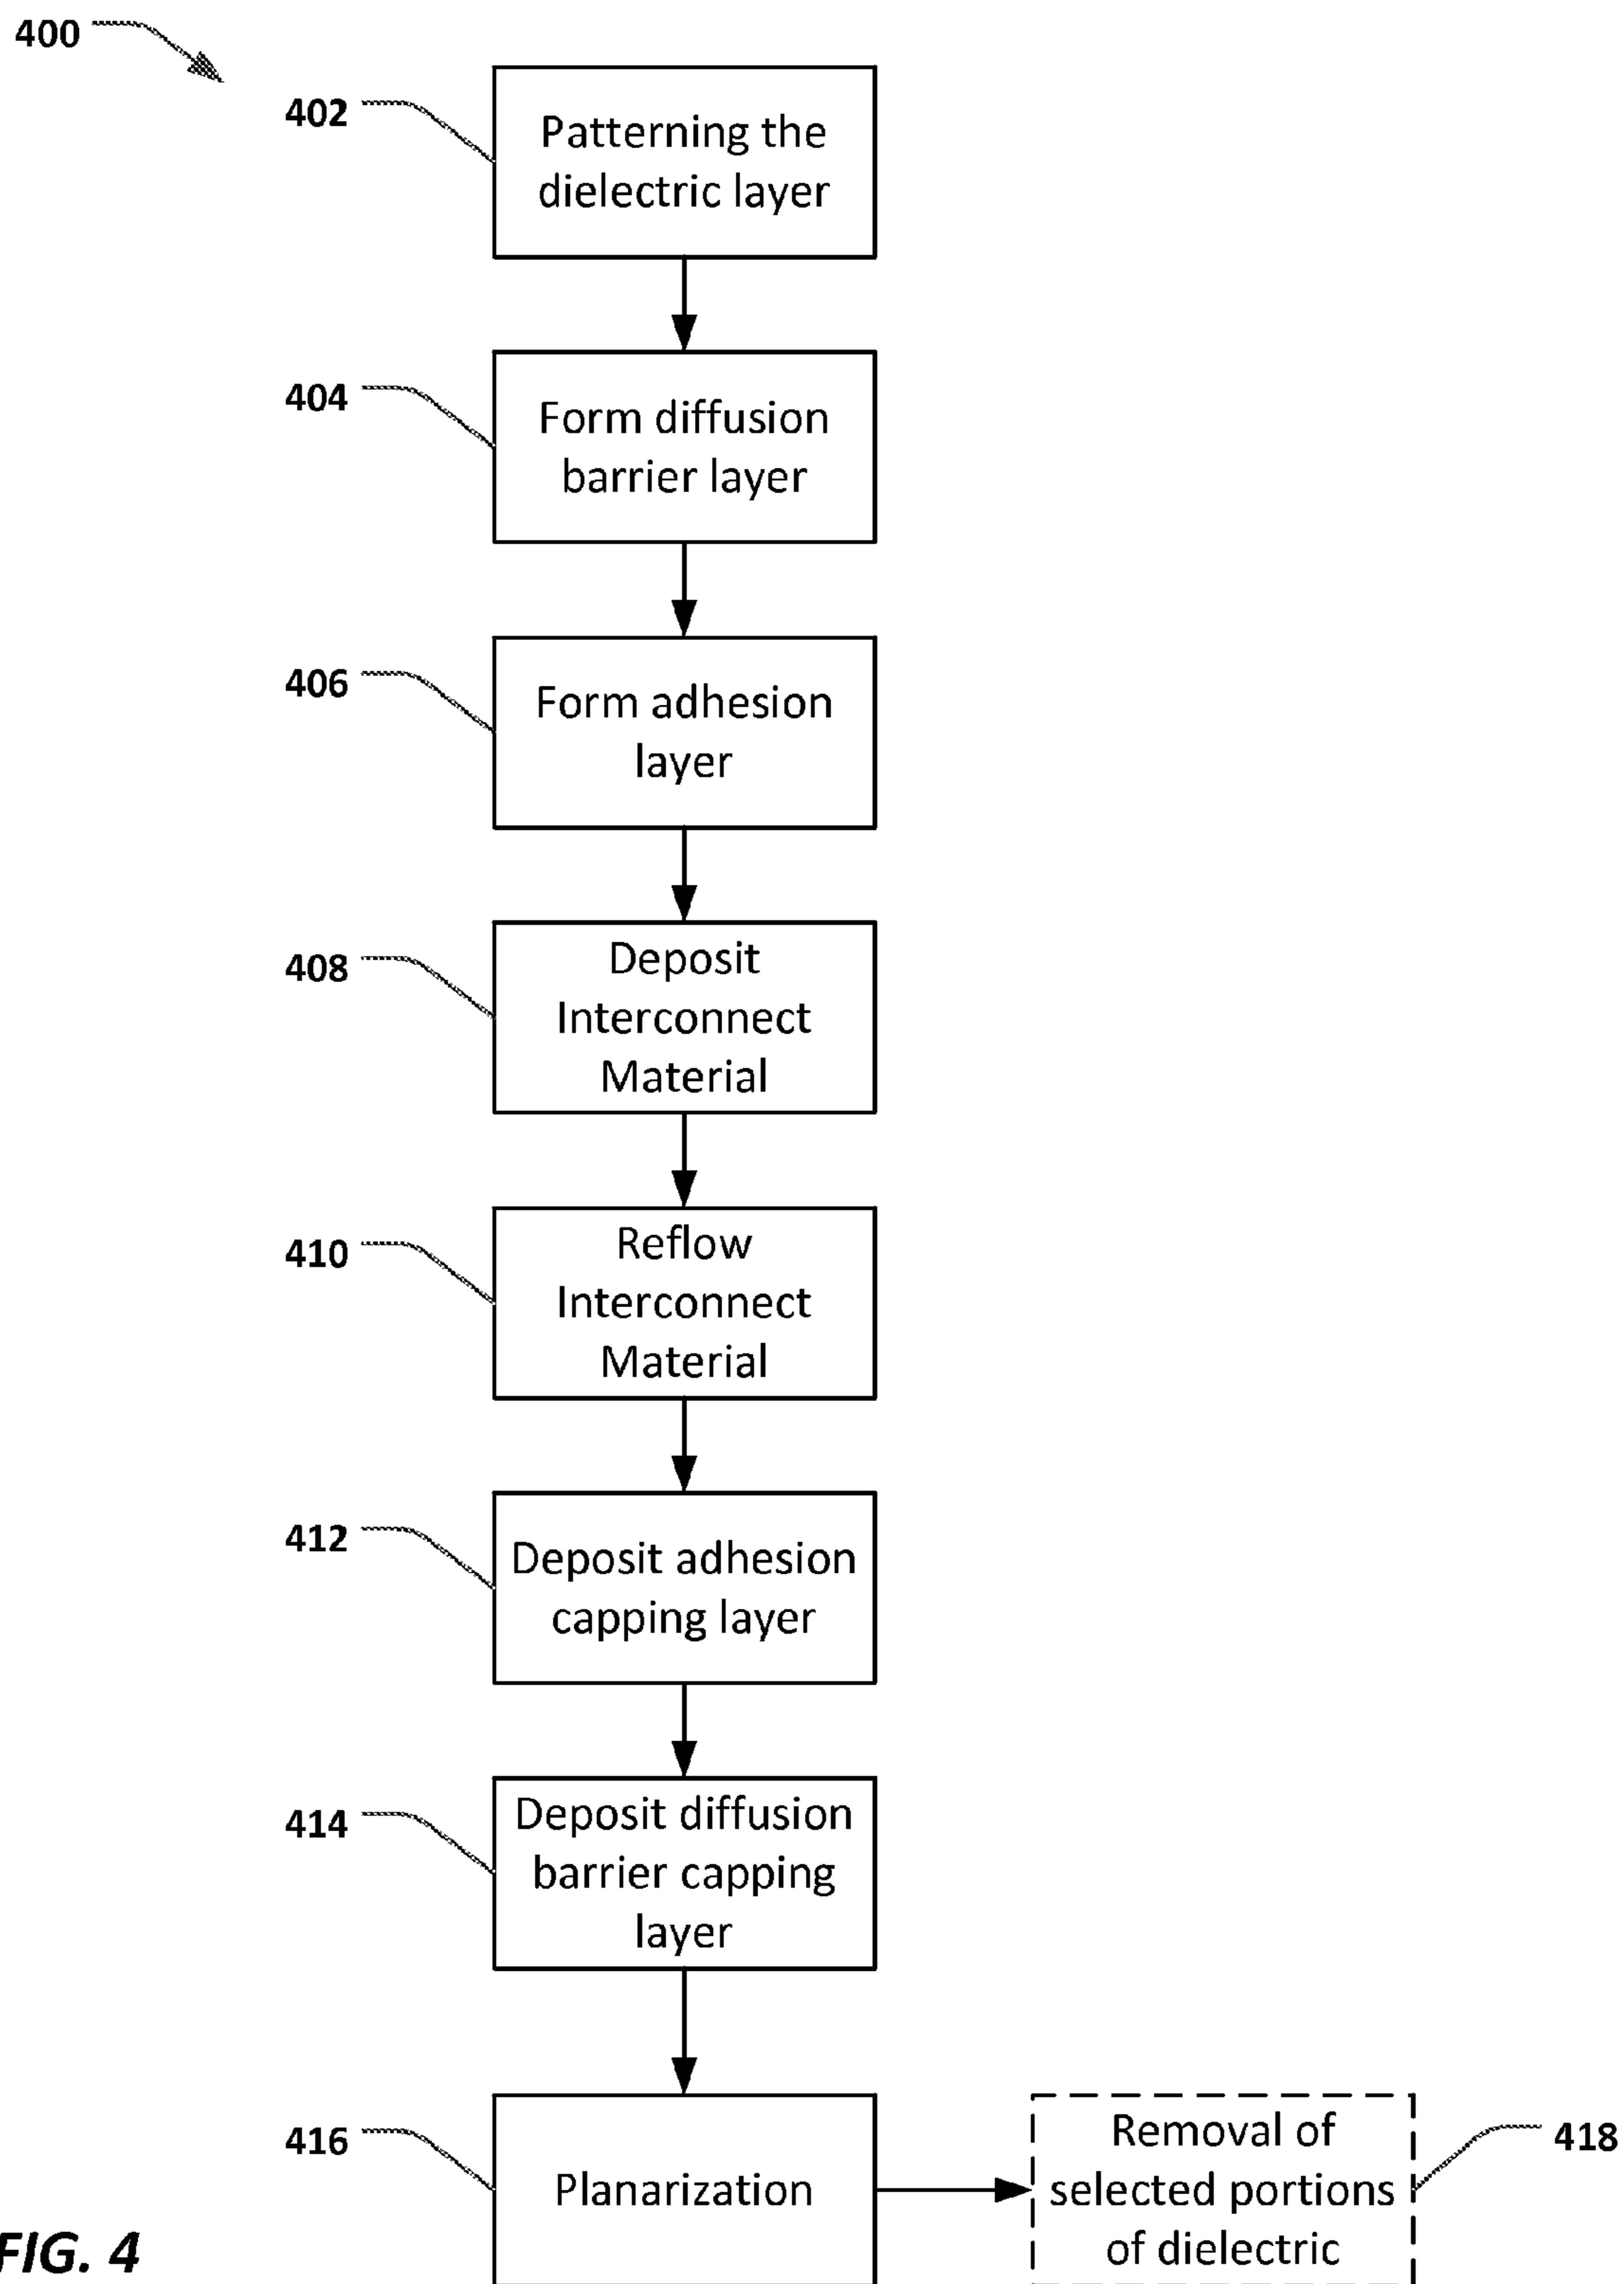 400
402
Patterning the
dielectric layer
404
Form diffusion
barrier layer
406
Form adhesion
layer
408
Deposit
Interconnect
Material
410
Reflow
Interconnect
Material
412
Deposit adhesion
capping layer
414
Deposit diffusion
barrier capping
layer
416
Planarization
Removal of
selected portions
of dielectric
418
FIG. 4